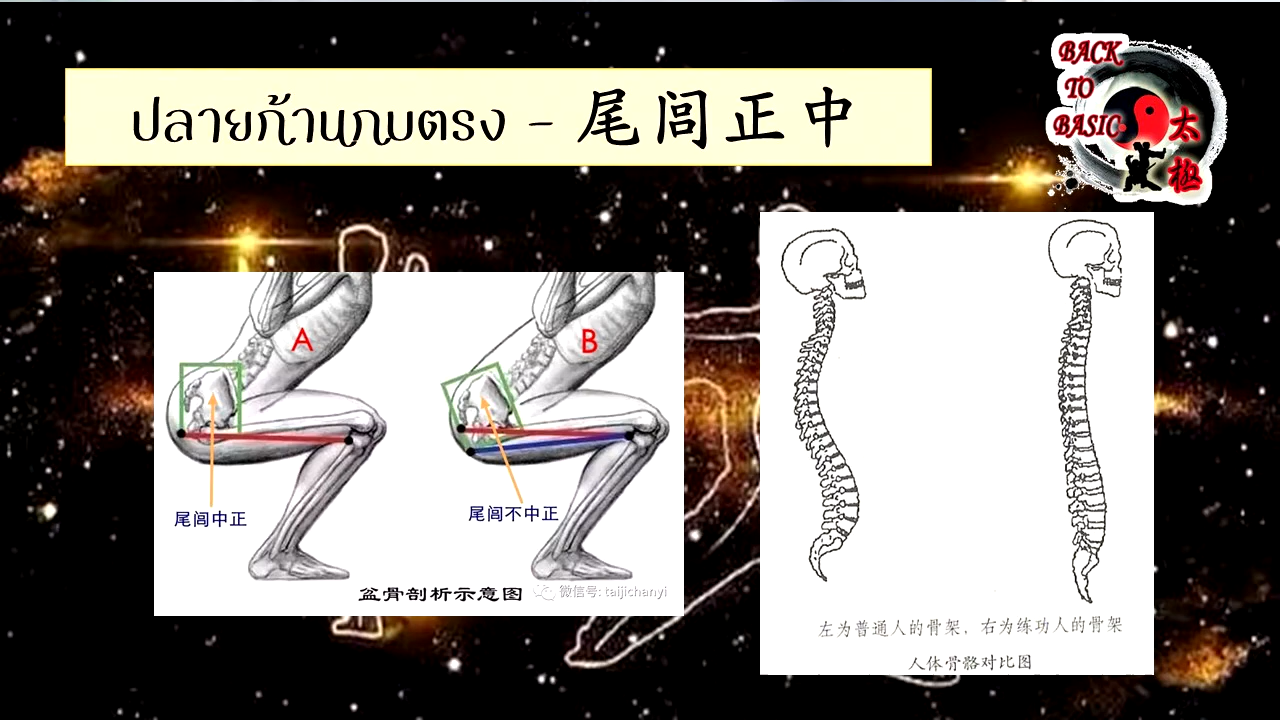 ปลายก้านกบตรง - 尾闾正中
BACK
TO
BASIC
太
極
A
B
尾闾中正
尾闾不中正
盆骨剖析示意图
微信号: taijichanyi
左为普通人的骨架，右为练功人的骨架
人体骨骼对比图